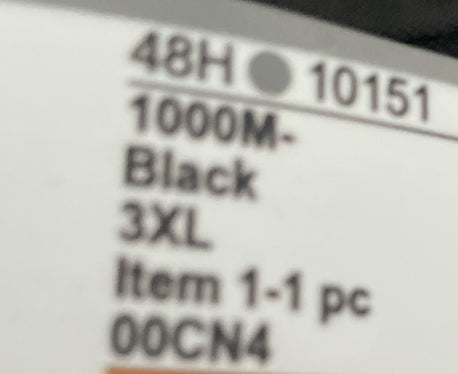 48H 10151
1000M-
Black
3XL
Item 1-1 pc
00CN4